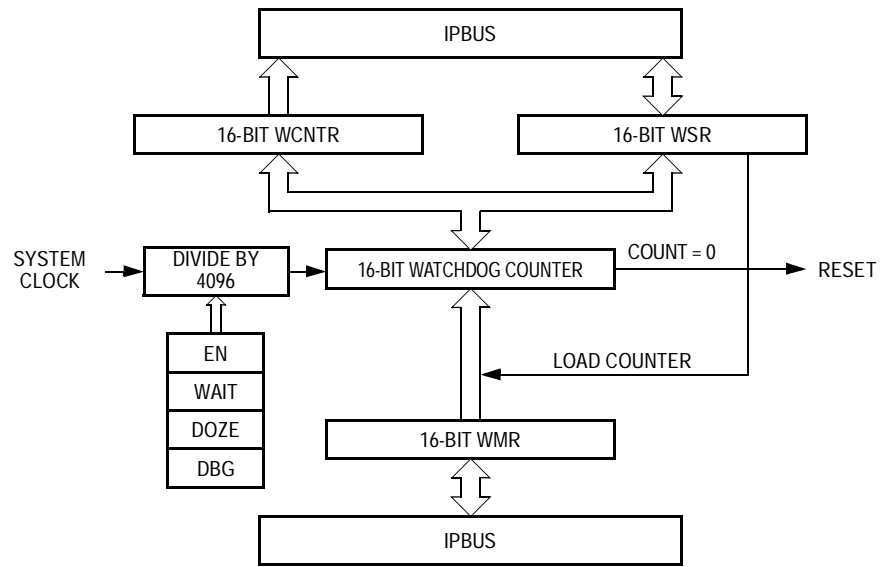 IPBUS
16-BIT WCNTR
16-BIT WSR
SYSTEM
CLOCK
DIVIDE BY
4096
16-BIT WATCHDOG COUNTER
COUNT = 0
RESET
EN
WAIT
DOZE
DBG
LOAD COUNTER
16-BIT WMR
IPBUS